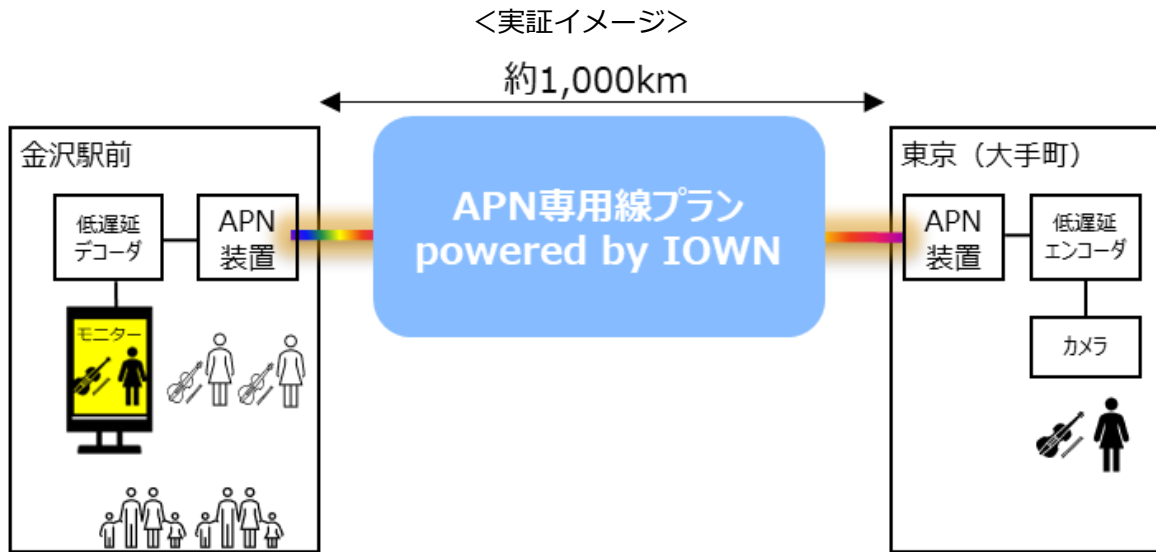 ＜実証イメージ＞
約1,000km
金沢駅前
低遅延
デコーダ
APN
装置
モニター
APN専用線プラン
powered by IOWN
東京（大手町）
APN
装置
低遅延
エンコーダ
カメラ